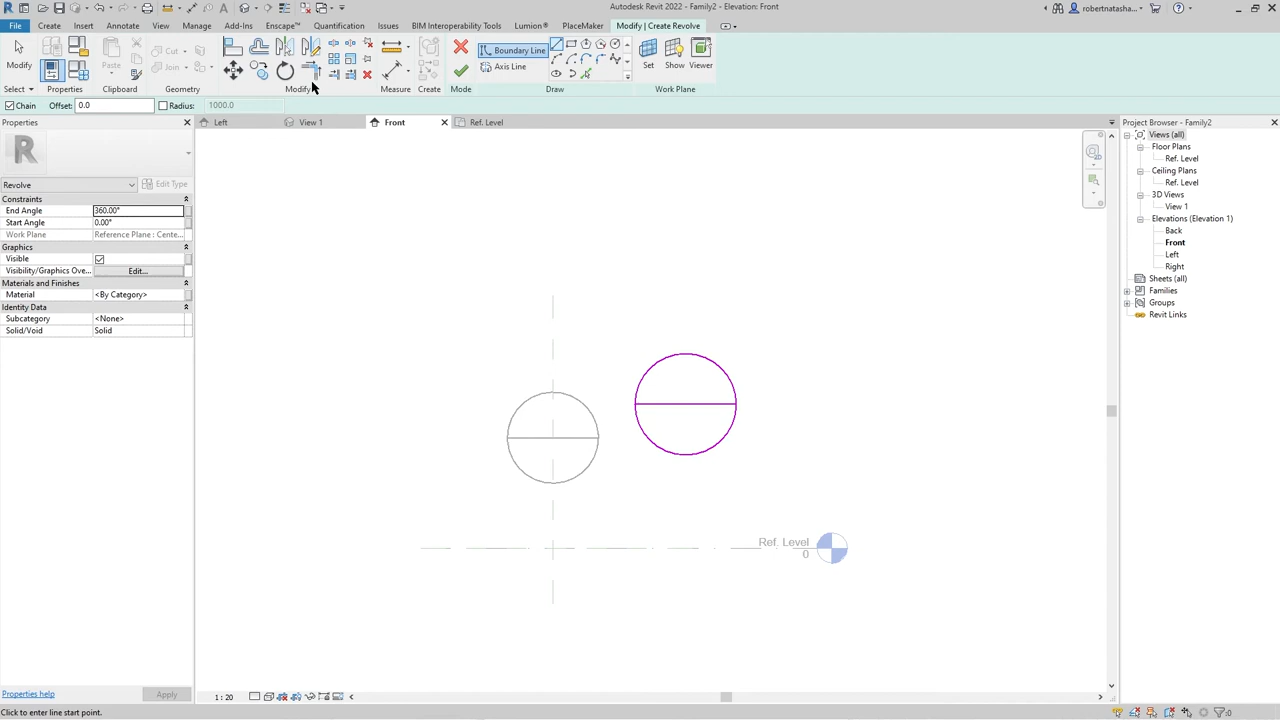 Autodesk Revit 2022 - Family2 - Elevation: Front
robertnatasha...
File Create Insert Annotate View Manage Add-Ins Escape™ Quantification Issues BIM Interoperability Tools Lumion® PlaceMaker Modify | Create Revolve
Modify Paste Cut Join Boundary Line Axis Line Set Show Viewer
Select Properties Clipboard Geometry Modify Measure Create Mode Draw Work Plane
Chain Offset: 0.0 Radius: 1000.0
Properties
Left View 1 Front Ref. Level
Project Browser - Family2
Revolve Edit Type
Constraints
End Angle 360.00°
Start Angle 0.00°
Work Plane Reference Plane : Cente...
Graphics
Visible
Visibility/Graphics Ove... Edit...
Materials and Finishes
Material <By Category>
Identity Data
Subcategory <None>
Solid/Void Solid
Views (all)
Floor Plans
Ref. Level
Ceiling Plans
Ref. Level
3D Views
View 1
Elevations (Elevation 1)
Back
Front
Left
Right
Sheets (all)
Families
Groups
Revit Links
Ref. Level
0
Properties help Apply
1 : 20
Click to enter line start point.
:0